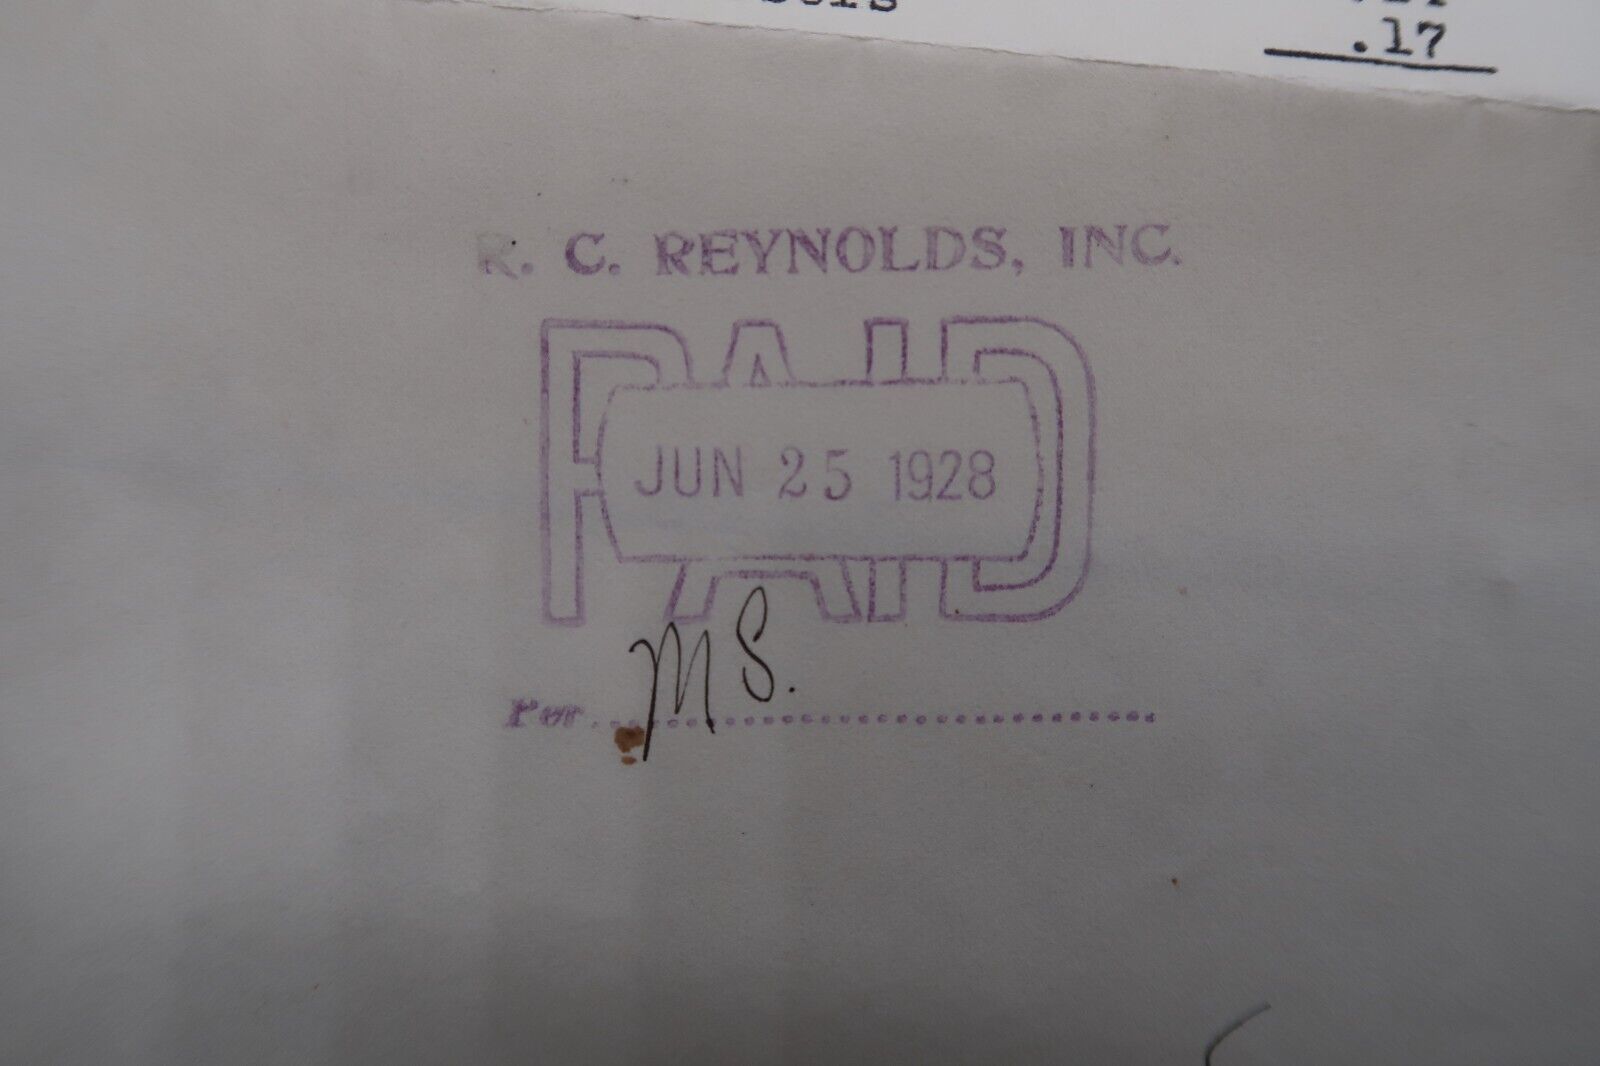 .17
R. C. REYNOLDS, INC.
PAID
JUN 25 1928
Per M S.